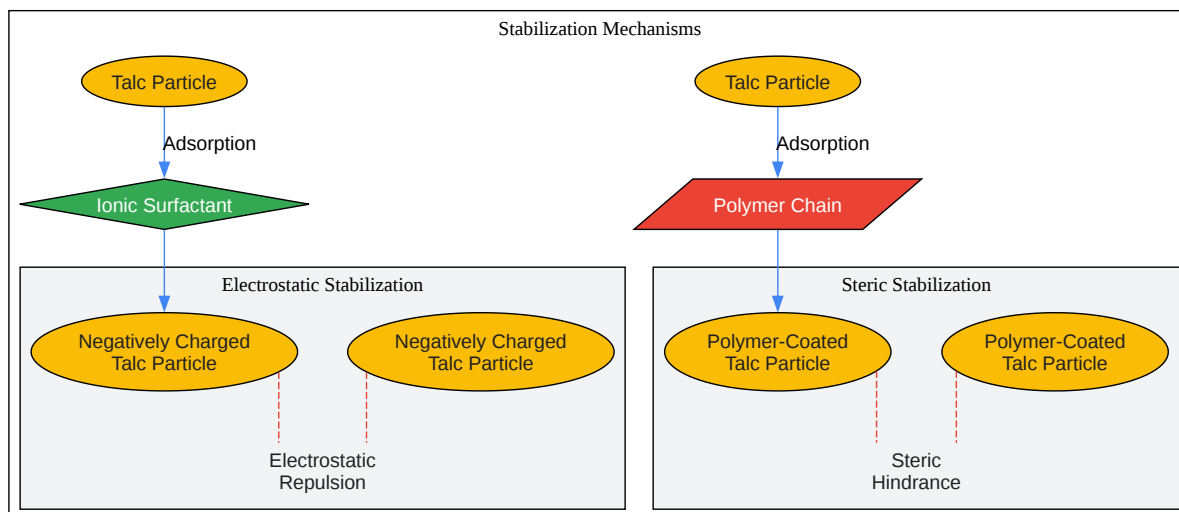 Stabilization Mechanisms
Talc Particle
Talc Particle
Adsorption
Adsorption
Ionic Surfactant
Polymer Chain
Electrostatic Stabilization
Negatively Charged
Talc Particle
Negatively Charged
Talc Particle
Electrostatic
Repulsion
Steric Stabilization
Polymer-Coated
Talc Particle
Polymer-Coated
Talc Particle
Steric
Hindrance